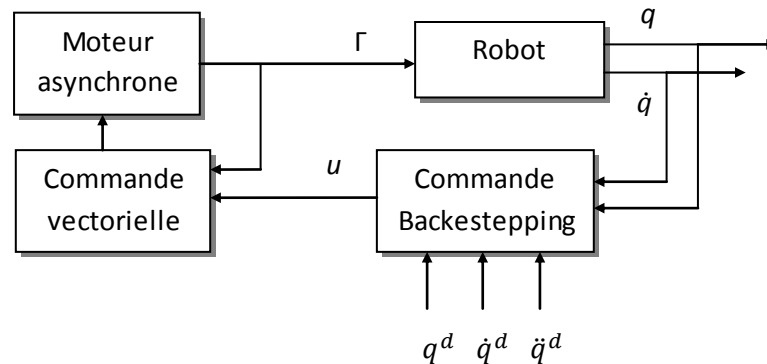 Moteur
asynchrone
Γ
Robot
q
q̇
Commande
vectorielle
u
Commande
Backestepping
q^d q̇^d q̈^d